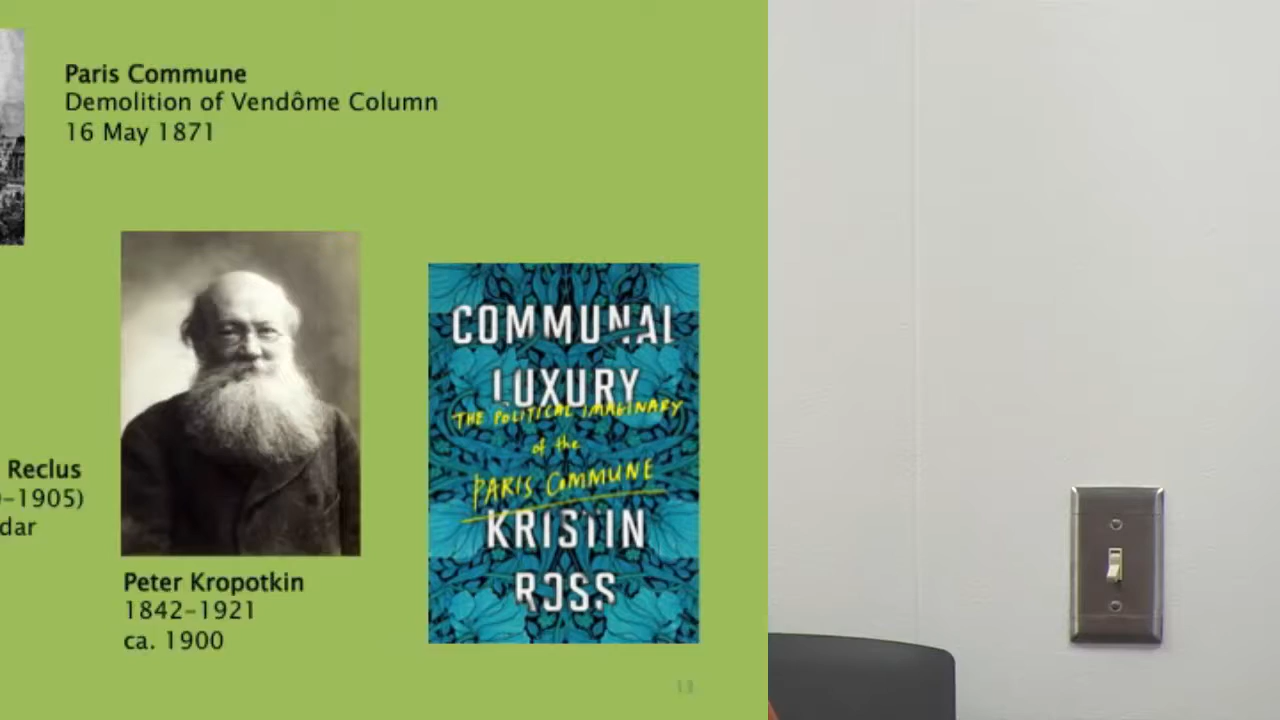 Paris Commune
Demolition of Vendôme Column
16 May 1871
COMMUNAL
LUXURY
THE POLITICAL IMAGINARY
of the
PARIS COMMUNE
KRISTIN
ROSS
Reclus
–1905)
dar
Peter Kropotkin
1842–1921
ca. 1900
13